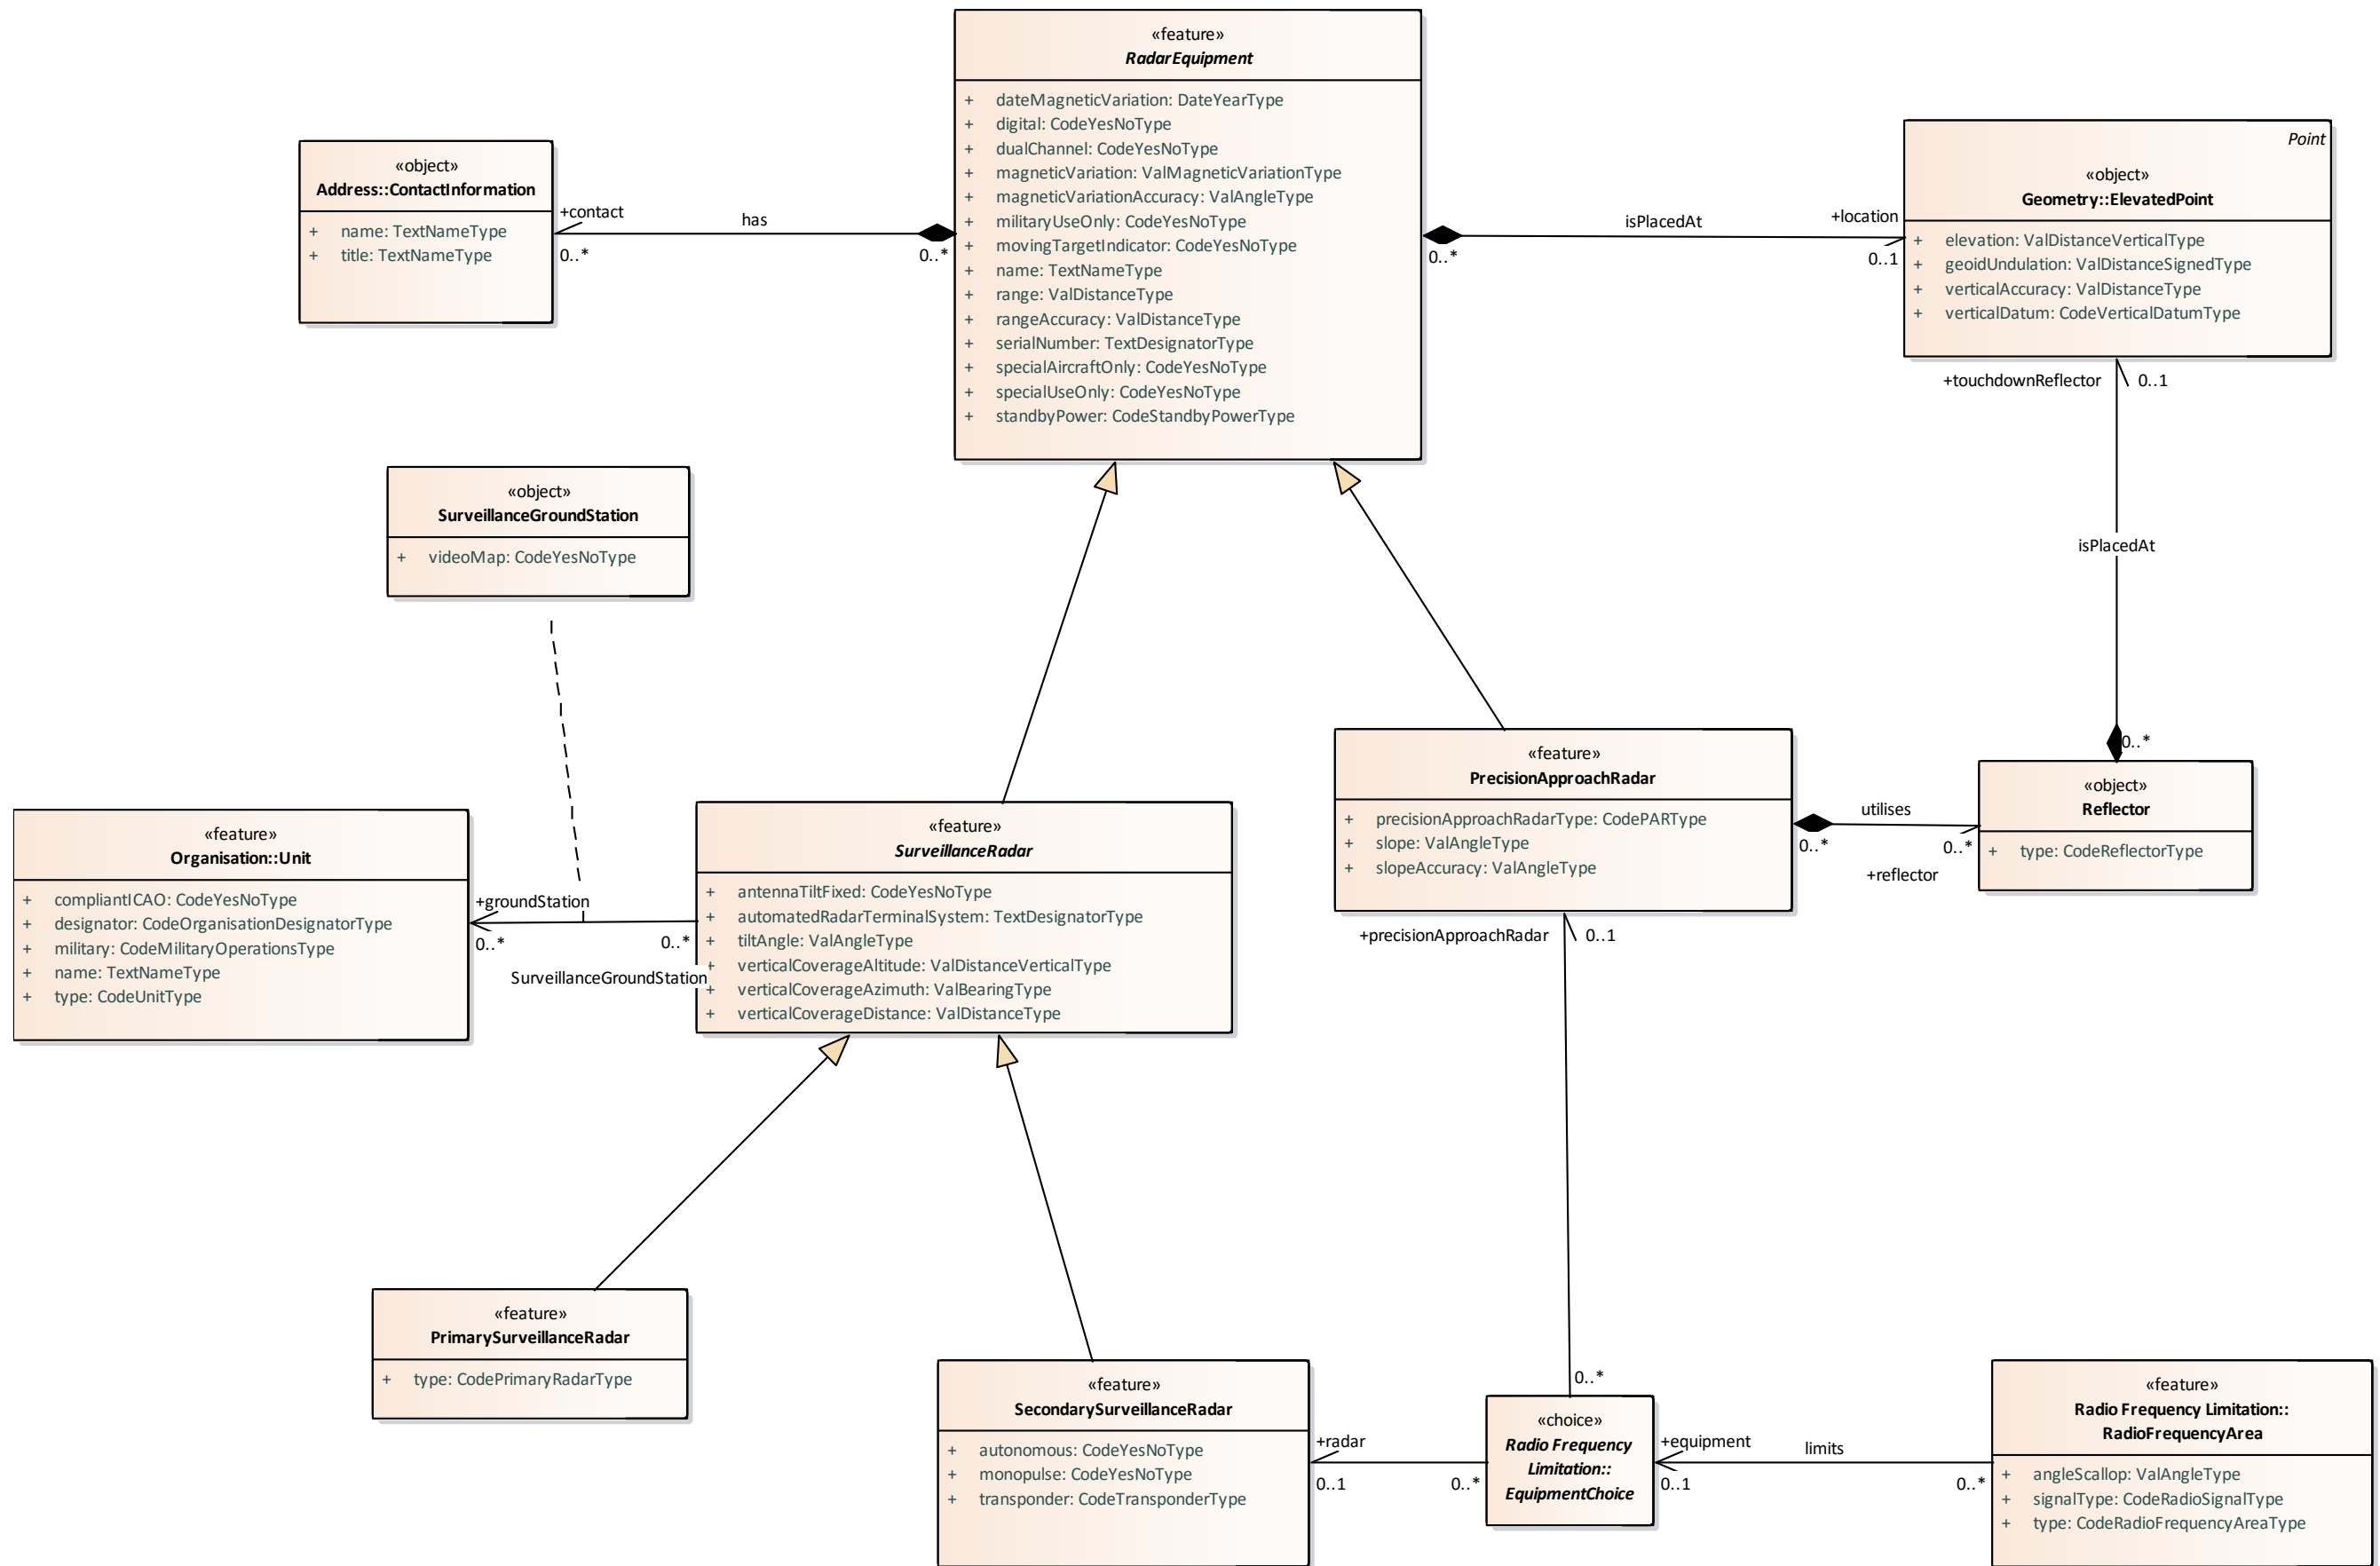 «feature»
RadarEquipment
+ dateMagneticVariation: DateYearType
+ digital: CodeYesNoType
+ dualChannel: CodeYesNoType
+ magneticVariation: ValMagneticVariationType
+ magneticVariationAccuracy: ValAngleType
+ militaryUseOnly: CodeYesNoType
+ movingTargetIndicator: CodeYesNoType
+ name: TextNameType
+ range: ValDistanceType
+ rangeAccuracy: ValDistanceType
+ serialNumber: TextDesignatorType
+ specialAircraftOnly: CodeYesNoType
+ specialUseOnly: CodeYesNoType
+ standbyPower: CodeStandbyPowerType
«object»
Address::ContactInformation
+ name: TextNameType
+ title: TextNameType
+contact
0..*
has
0..*
0..*
isPlacedAt
+location
0..1
Point
«object»
Geometry::ElevatedPoint
+ elevation: ValDistanceVerticalType
+ geoidUndulation: ValDistanceSignedType
+ verticalAccuracy: ValDistanceType
+ verticalDatum: CodeVerticalDatumType
+touchdownReflector
0..1
isPlacedAt
0..*
«object»
SurveillanceGroundStation
+ videoMap: CodeYesNoType
«feature»
PrecisionApproachRadar
+ precisionApproachRadarType: CodePARType
+ slope: ValAngleType
+ slopeAccuracy: ValAngleType
utilises
0..*
0..*
+reflector
«object»
Reflector
+ type: CodeReflectorType
«feature»
Organisation::Unit
+ compliantICAO: CodeYesNoType
+ designator: CodeOrganisationDesignatorType
+ military: CodeMilitaryOperationsType
+ name: TextNameType
+ type: CodeUnitType
+groundStation
0..*
0..*
SurveillanceGroundStation
«feature»
SurveillanceRadar
+ antennaTiltFixed: CodeYesNoType
+ automatedRadarTerminalSystem: TextDesignatorType
+ tiltAngle: ValAngleType
+ verticalCoverageAltitude: ValDistanceVerticalType
+ verticalCoverageAzimuth: ValBearingType
+ verticalCoverageDistance: ValDistanceType
+precisionApproachRadar
0..1
0..*
«feature»
PrimarySurveillanceRadar
+ type: CodePrimaryRadarType
«feature»
SecondarySurveillanceRadar
+ autonomous: CodeYesNoType
+ monopulse: CodeYesNoType
+ transponder: CodeTransponderType
+radar
0..1
0..*
«choice»
Radio Frequency
Limitation::
EquipmentChoice
+equipment
0..1
limits
0..*
«feature»
Radio Frequency Limitation::
RadioFrequencyArea
+ angleScallop: ValAngleType
+ signalType: CodeRadioSignalType
+ type: CodeRadioFrequencyAreaType